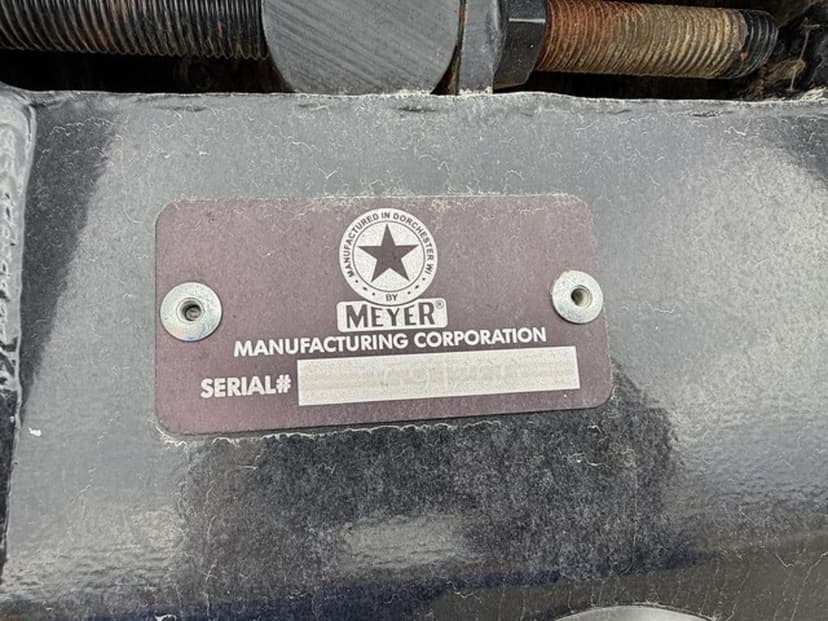 MANUFACTURED IN DORCHESTER WI
BY
MEYER®
MANUFACTURING CORPORATION
SERIAL#